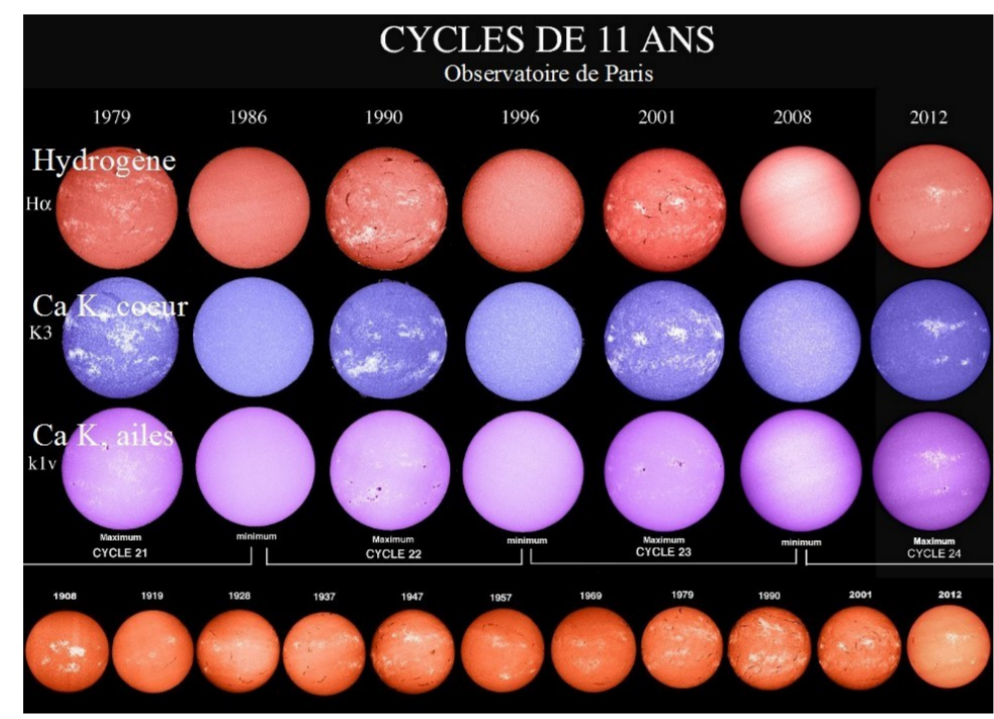 CYCLES DE 11 ANS
Observatoire de Paris
1979 1986 1990 1996 2001 2008 2012
Hydrogène
Hα
Ca K, coeur
K3
Ca K, ailes
k1v
Maximum minimum Maximum minimum Maximum minimum Maximum
CYCLE 21 CYCLE 22 CYCLE 23 CYCLE 24
1908 1919 1928 1937 1947 1957 1969 1979 1990 2001 2012